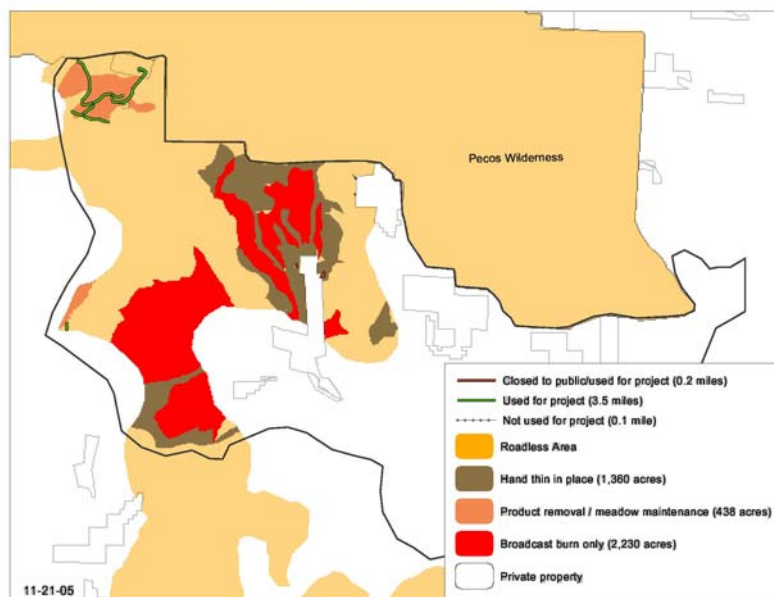 Pecos Wilderness
Closed to public/used for project (0.2 miles)
Used for project (3.5 miles)
Not used for project (0.1 mile)
Roadless Area
Hand thin in place (1,360 acres)
Product removal / meadow maintenance (438 acres)
Broadcast burn only (2,230 acres)
Private property
11-21-05